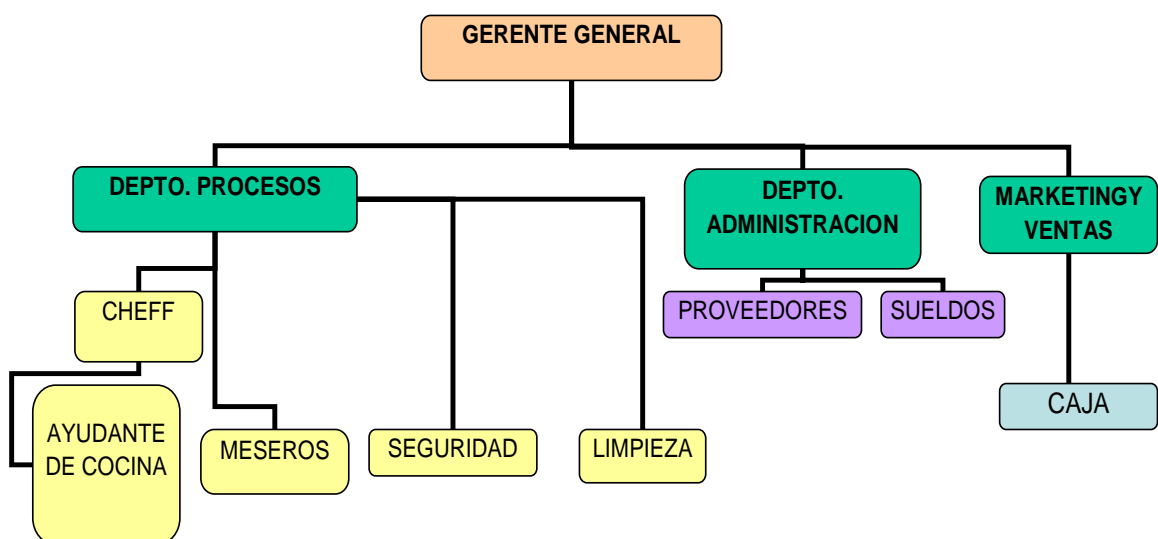 GERENTE GENERAL
DEPTO. PROCESOS
DEPTO.
ADMINISTRACION
MARKETINGY
VENTAS
CHEFF
PROVEEDORES
SUELDOS
AYUDANTE
DE COCINA
MESEROS
SEGURIDAD
LIMPIEZA
CAJA